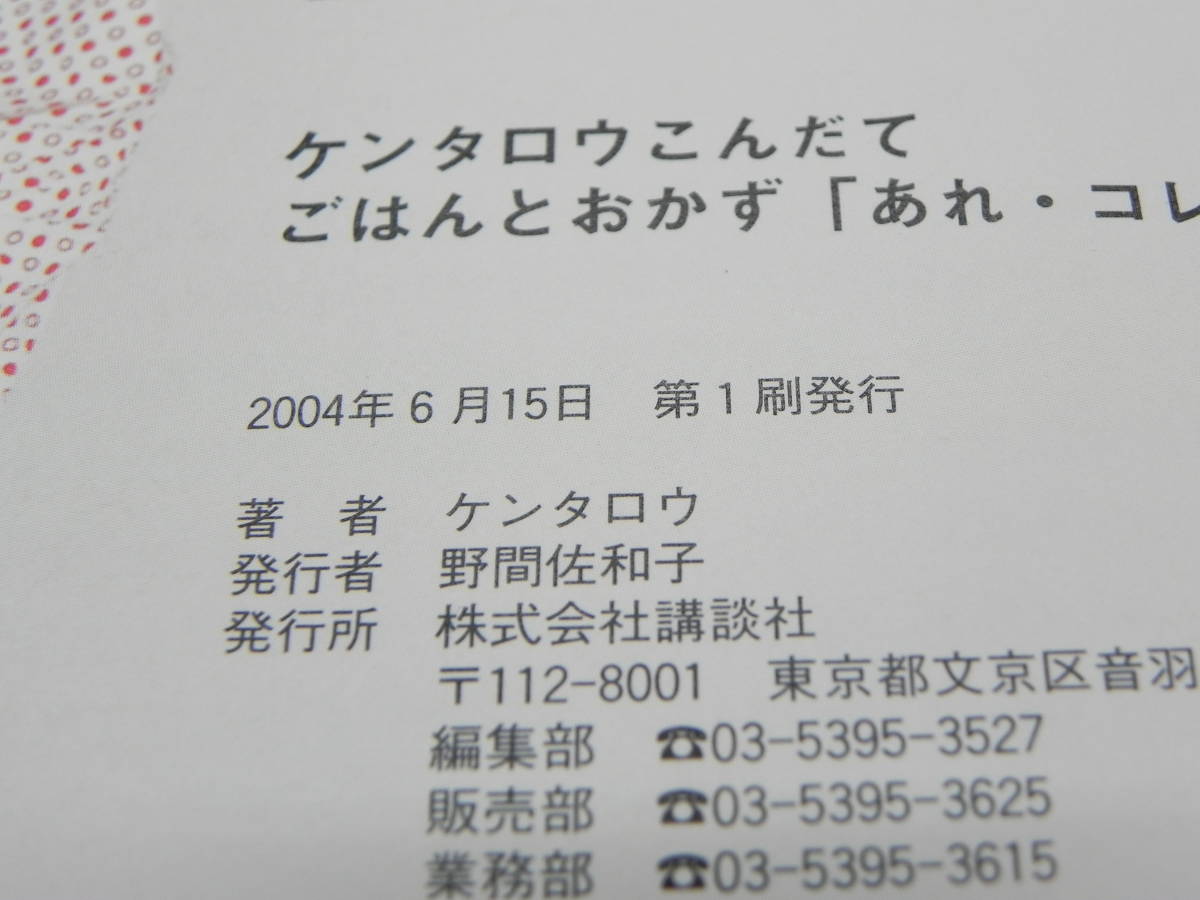 ケンタロウこんだて
ごはんとおかず「あれ・コレ
2004年6月15日　第1刷発行
著　者　ケンタロウ
発行者　野間佐和子
発行所　株式会社講談社
〒112-8001　東京都文京区音羽
編集部　☎03-5395-3527
販売部　☎03-5395-3625
業務部　☎03-5395-3615